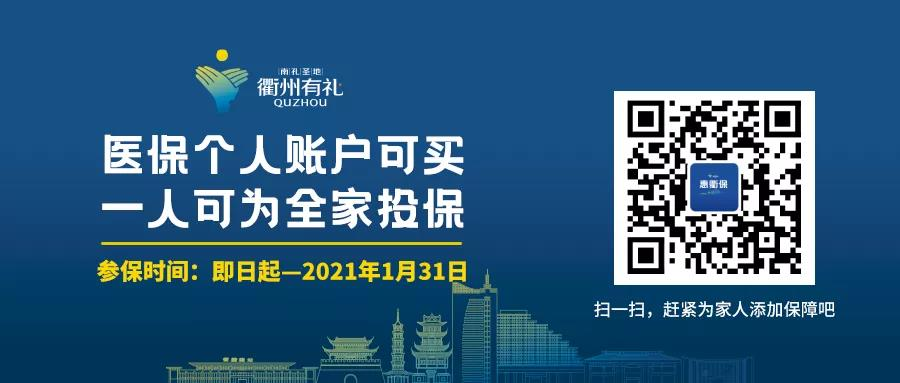 南孔圣地
衢州有礼
QUZHOU
医保个人账户可买
一人可为全家投保
参保时间：即日起—2021年1月31日
惠衢保
扫一扫，赶紧为家人添加保障吧